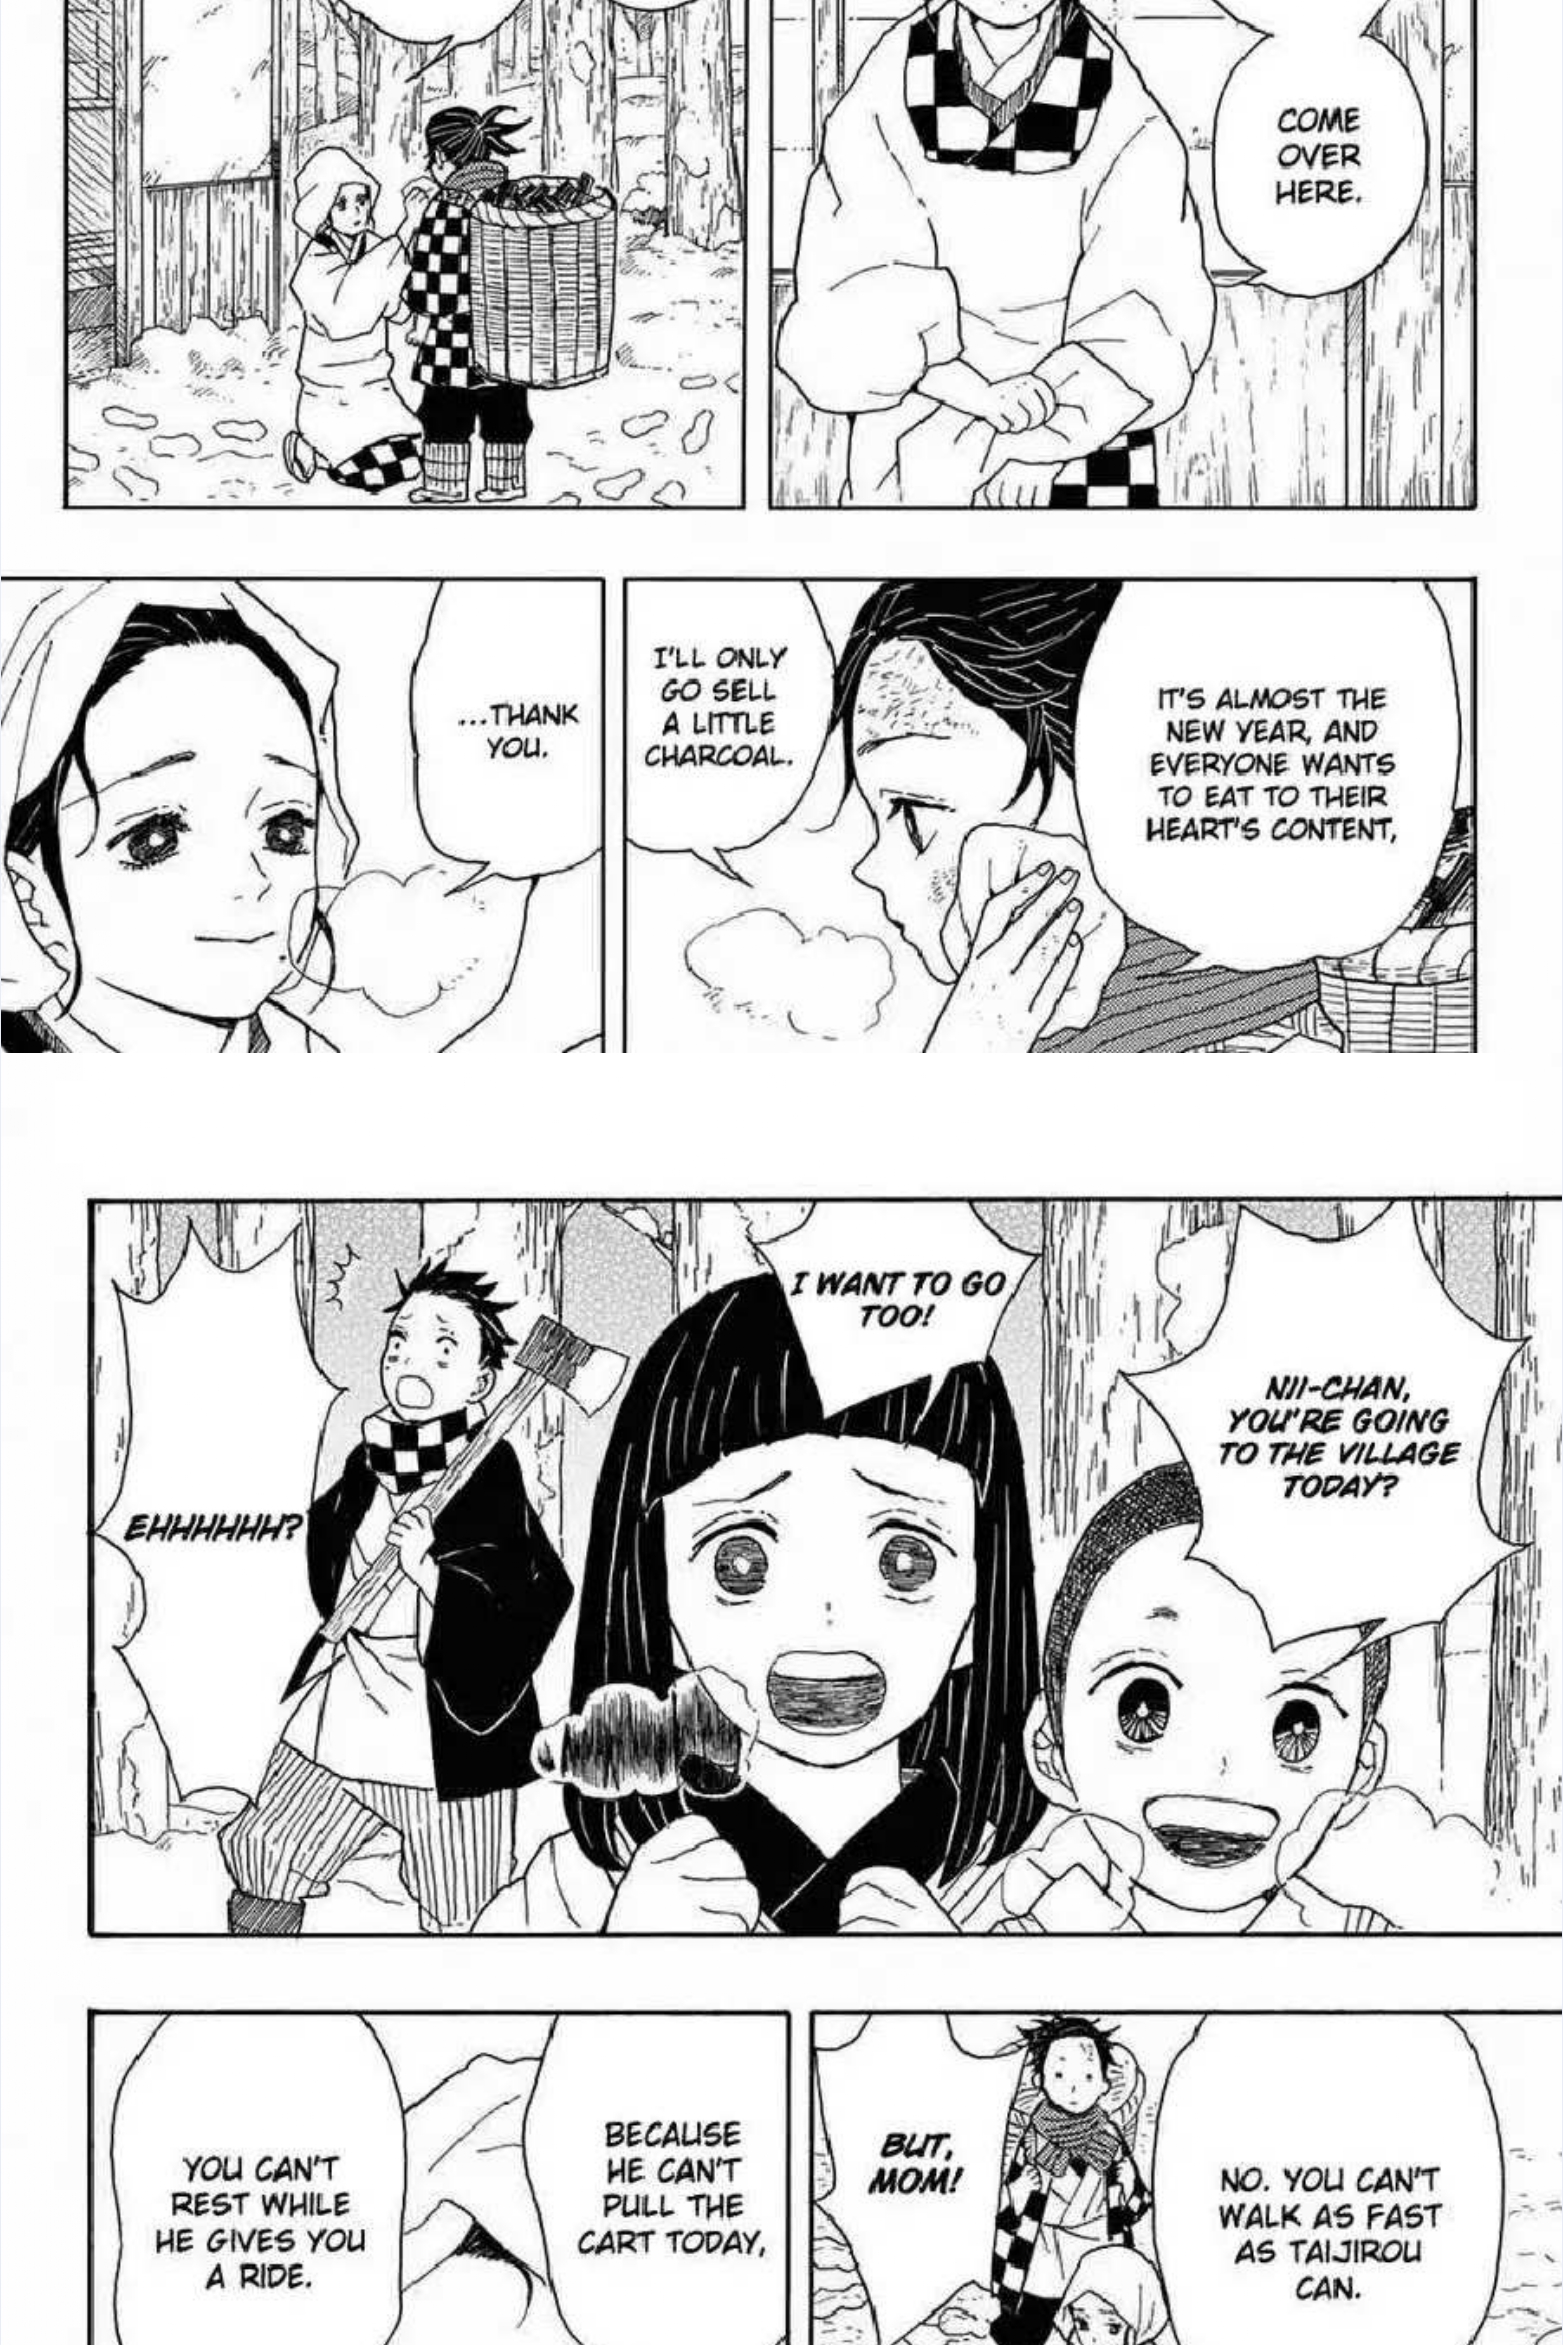 COME
OVER
HERE.
IT'S ALMOST THE
NEW YEAR, AND
EVERYONE WANTS
TO EAT TO THEIR
HEART'S CONTENT,
I'LL ONLY
GO SELL
A LITTLE
CHARCOAL.
...THANK
YOU.
NII-CHAN,
YOU'RE GOING
TO THE VILLAGE
TODAY?
I WANT TO GO
TOO!
EHHHHHH?
NO. YOU CAN'T
WALK AS FAST
AS TAIJIROU
CAN.
BUT,
MOM!
BECAUSE
HE CAN'T
PULL THE
CART TODAY,
YOU CAN'T
REST WHILE
HE GIVES YOU
A RIDE.